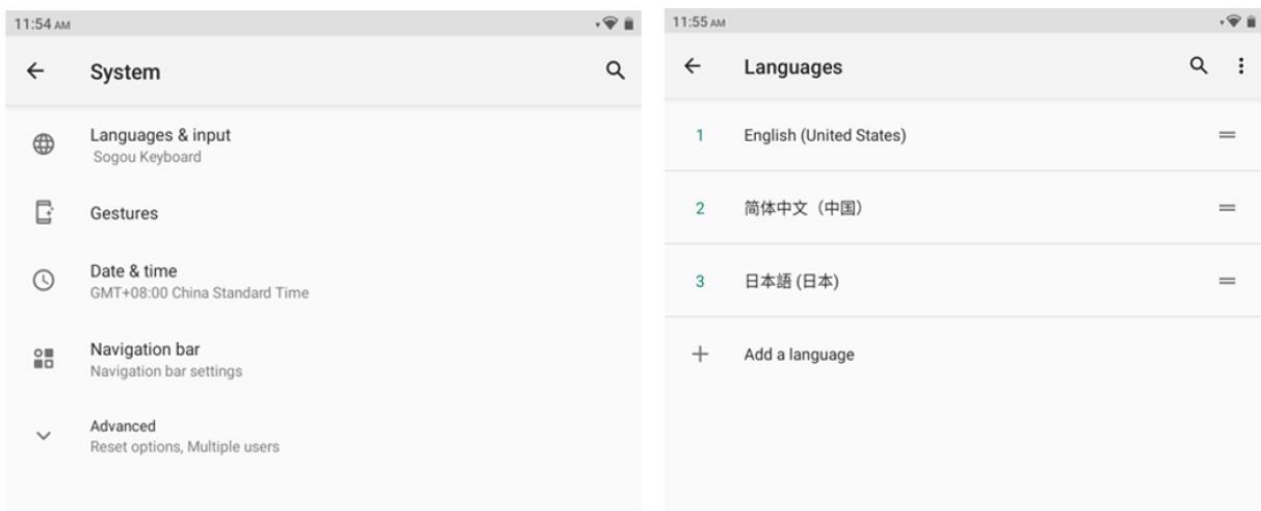 11:54 AM
System
Languages & input
Sogou Keyboard
Gestures
Date & time
GMT+08:00 China Standard Time
Navigation bar
Navigation bar settings
Advanced
Reset options, Multiple users
11:55 AM
Languages
1 English (United States)
2 简体中文（中国）
3 日本語 (日本)
Add a language